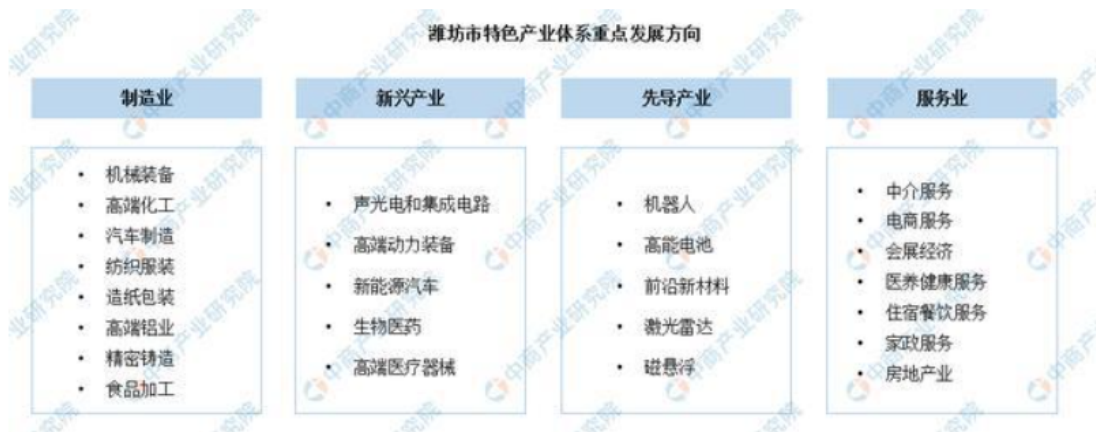 潍坊市特色产业体系重点发展方向
制造业
• 机械装备
• 高端化工
• 汽车制造
• 纺织服装
• 造纸包装
• 高端铝业
• 精密铸造
• 食品加工
新兴产业
• 声光电和集成电路
• 高端动力装备
• 新能源汽车
• 生物医药
• 高端医疗器械
先导产业
• 机器人
• 高能电池
• 前沿新材料
• 激光雷达
• 磁悬浮
服务业
• 中介服务
• 电商服务
• 会展经济
• 医养健康服务
• 住宿餐饮服务
• 家政服务
• 房地产业
中商产业研究院